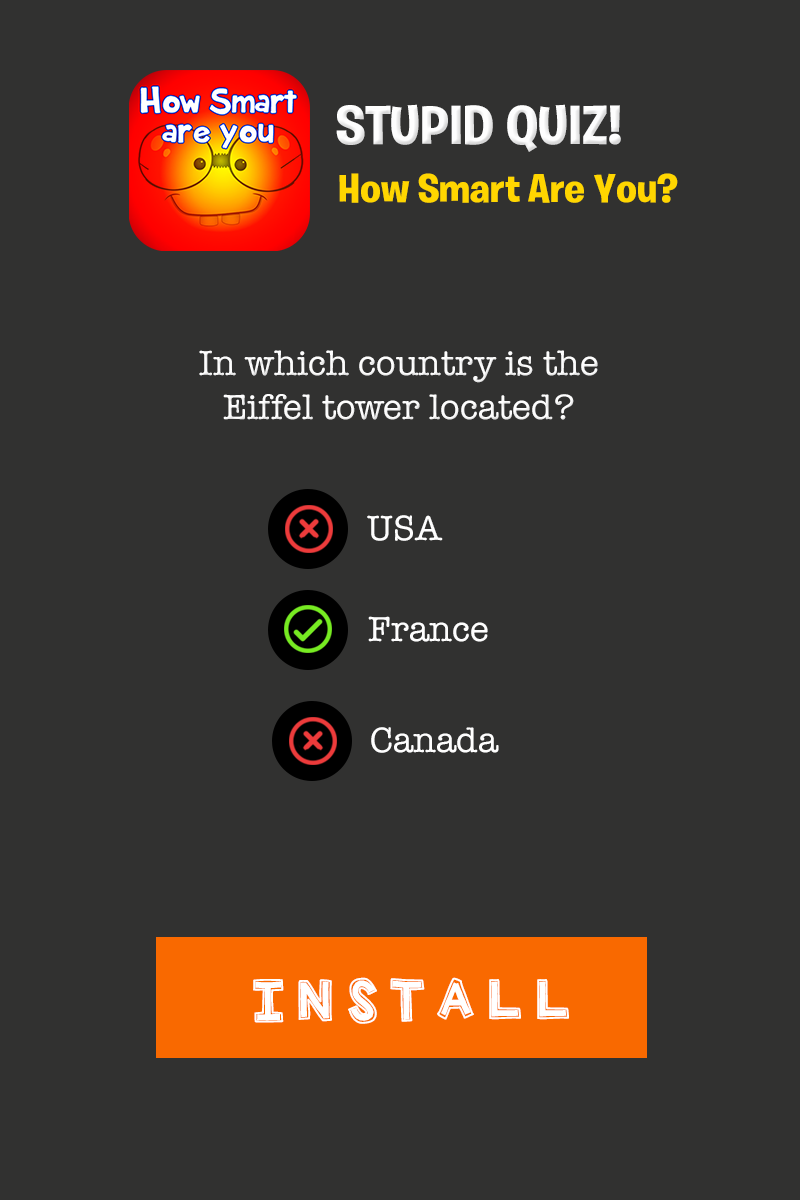 How Smart
are you
STUPID QUIZ!
How Smart Are You?
In which country is the
Eiffel tower located?
USA
France
Canada
INSTALL